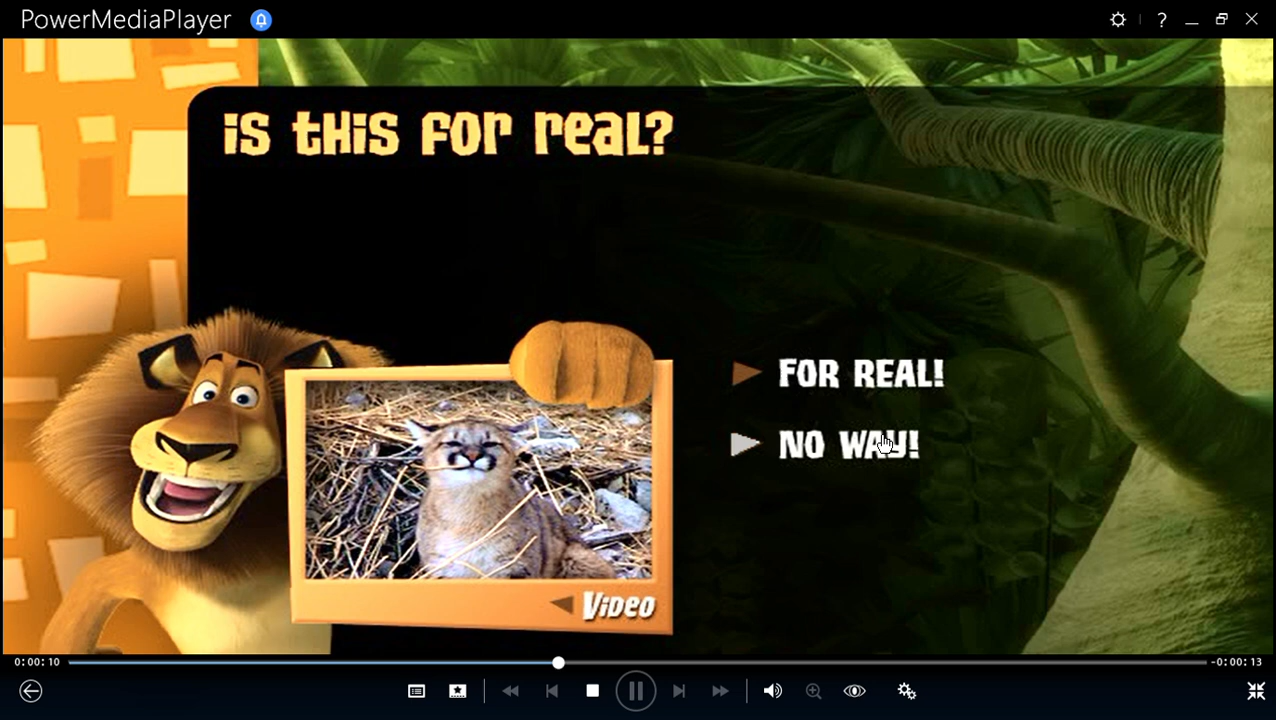 PowerMediaPlayer
?
is this for real?
FOR REAL!
NO WAY!
Video
0:00:10
-0:00:13